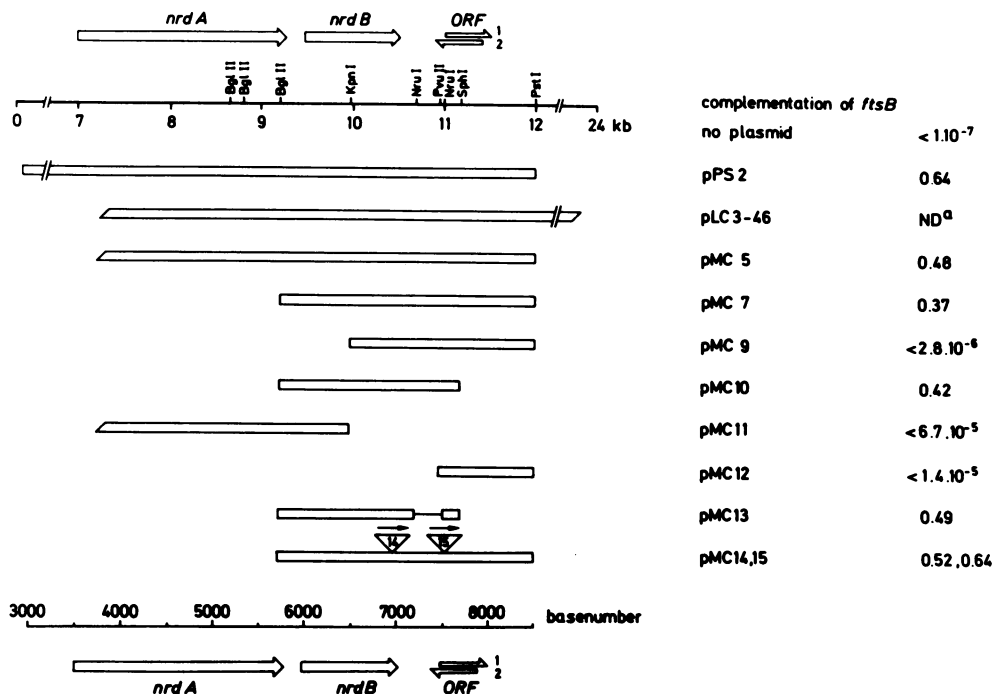 nrd A nrd B ORF 1
2
Bgl II Bgl II Bgl II Kpn I Nru I Pvu II Nru I Sph I Pst I
0 7 8 9 10 11 12 24 kb
complementation of ftsB
no plasmid < 1.10⁻⁷
pPS 2 0.64
pLC 3-46 NDᵃ
pMC 5 0.48
pMC 7 0.37
pMC 9 <2.8.10⁻⁶
pMC10 0.42
pMC11 <6.7.10⁻⁵
pMC12 <1.4.10⁻⁵
pMC13 0.49
14 15
pMC14,15 0.52,0.64
3000 4000 5000 6000 7000 8000 basenumber
1
2
nrd A nrd B ORF